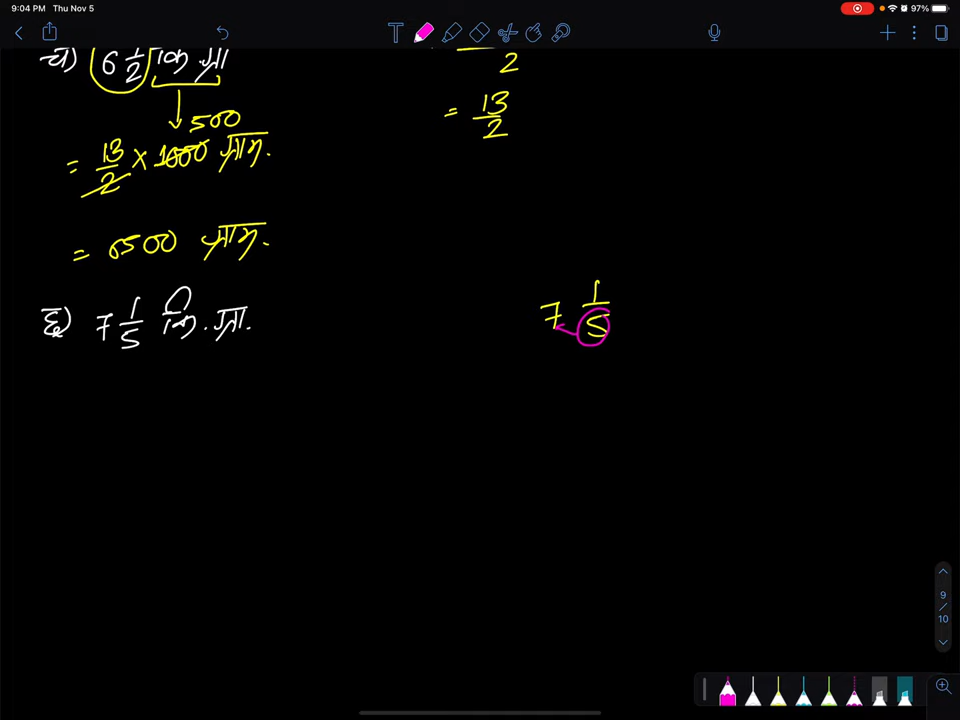 9:04 PM Thu Nov 5
97%
च) 6 1/2 कि ग्रा
2
= 13/2
500
= 13/2 × 1000 ग्राम.
= 6500 ग्राम.
छ) 7 1/5 कि. ग्रा.
7 1/5
9
/
10